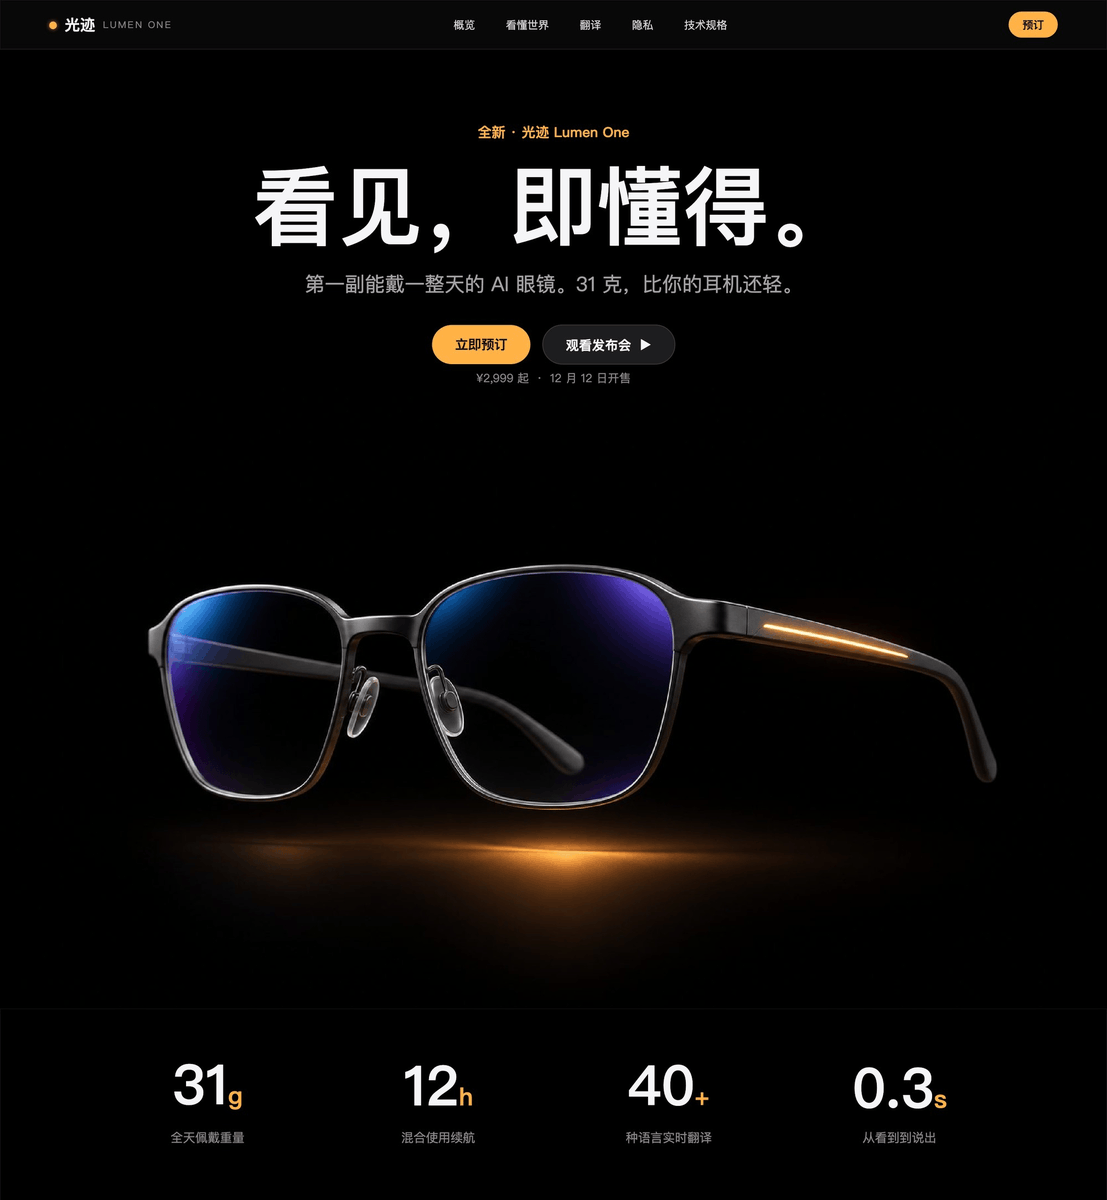 光迹 LUMEN ONE
概览 看懂世界 翻译 隐私 技术规格
预订
全新 · 光迹 Lumen One
看见，即懂得。
第一副能戴一整天的 AI 眼镜。31 克，比你的耳机还轻。
立即预订 观看发布会 ▶
¥2,999 起 · 12 月 12 日开售
31g 12h 40+ 0.3s
全天佩戴重量 混合使用续航 种语言实时翻译 从看到到说出